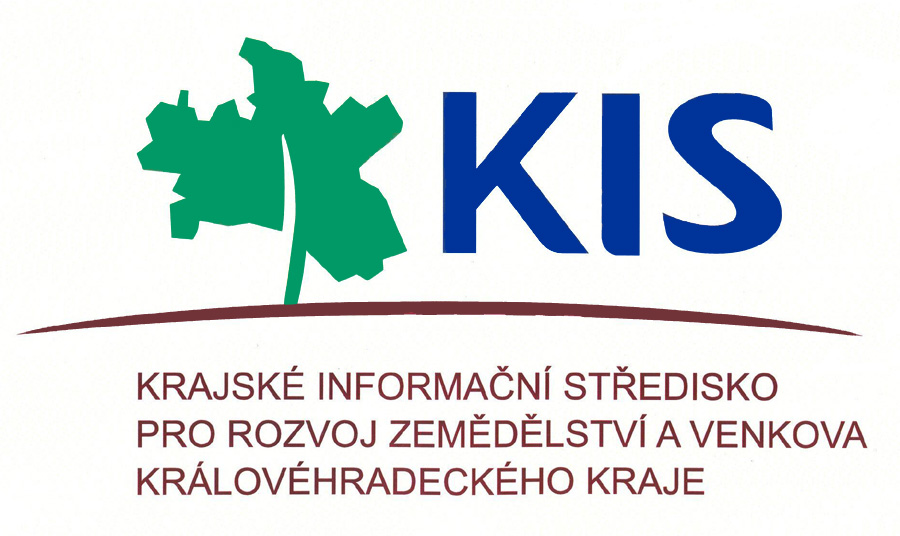 KIS
KRAJSKÉ INFORMAČNÍ STŘEDISKO
PRO ROZVOJ ZEMĚDĚLSTVÍ A VENKOVA
KRÁLOVÉHRADECKÉHO KRAJE